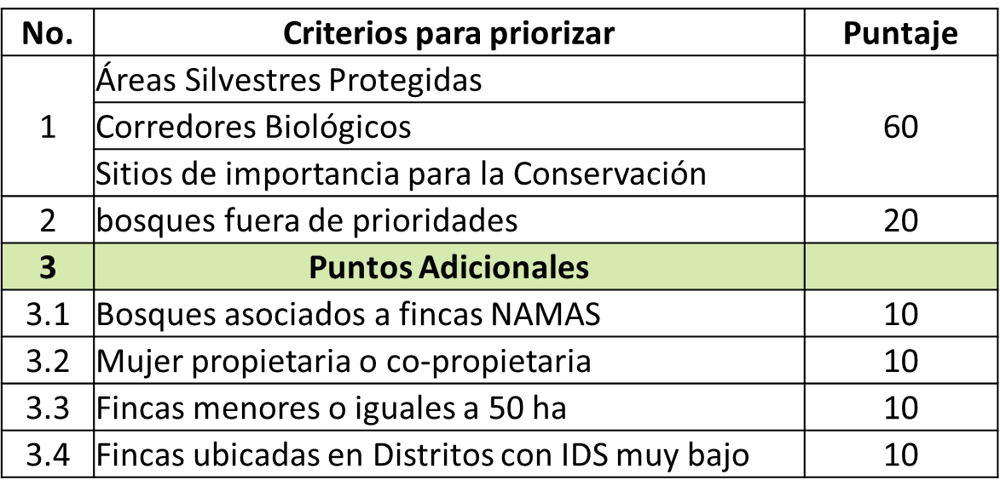 No. Criterios para priorizar Puntaje
Áreas Silvestres Protegidas
1 Corredores Biológicos 60
Sitios de importancia para la Conservación
2 bosques fuera de prioridades 20
3 Puntos Adicionales
3.1 Bosques asociados a fincas NAMAS 10
3.2 Mujer propietaria o co-propietaria 10
3.3 Fincas menores o iguales a 50 ha 10
3.4 Fincas ubicadas en Distritos con IDS muy bajo 10